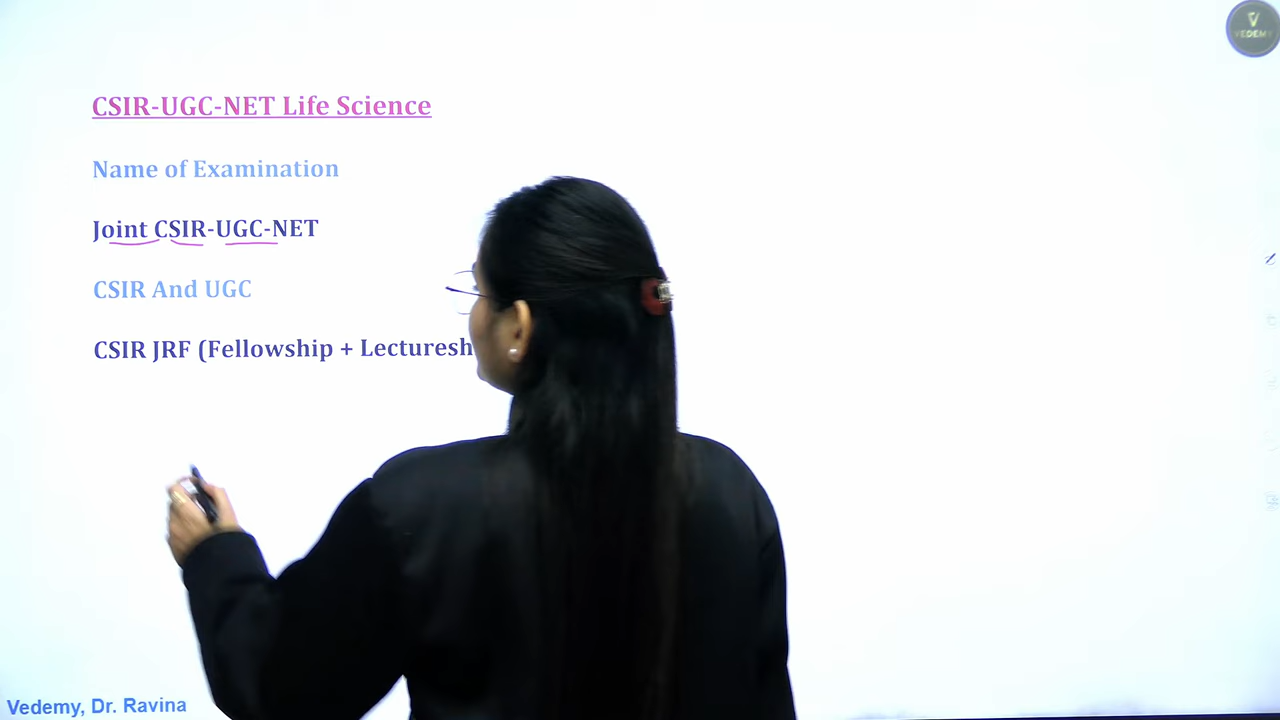 VEDEMY
CSIR-UGC-NET Life Science
Name of Examination
Joint CSIR-UGC-NET
CSIR And UGC
CSIR JRF (Fellowship + Lecturesh
Vedemy, Dr. Ravina